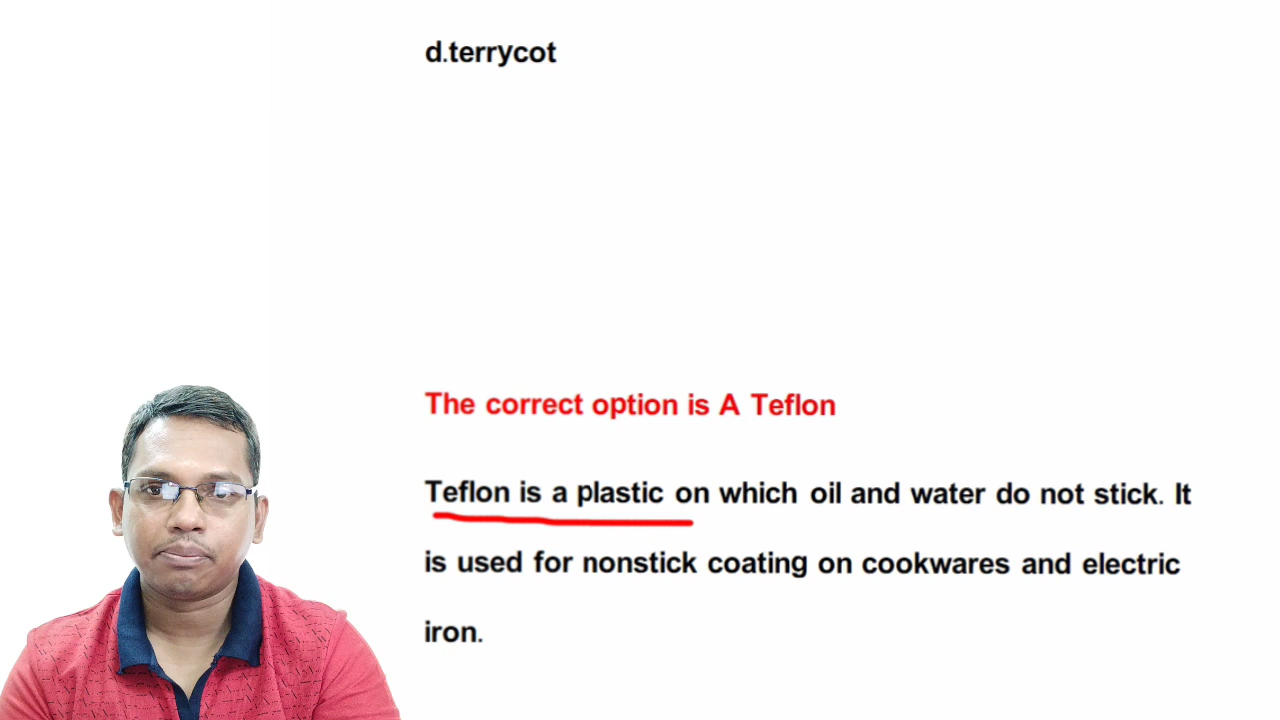 d.terrycot
The correct option is A Teflon
Teflon is a plastic on which oil and water do not stick. It
is used for nonstick coating on cookwares and electric
iron.